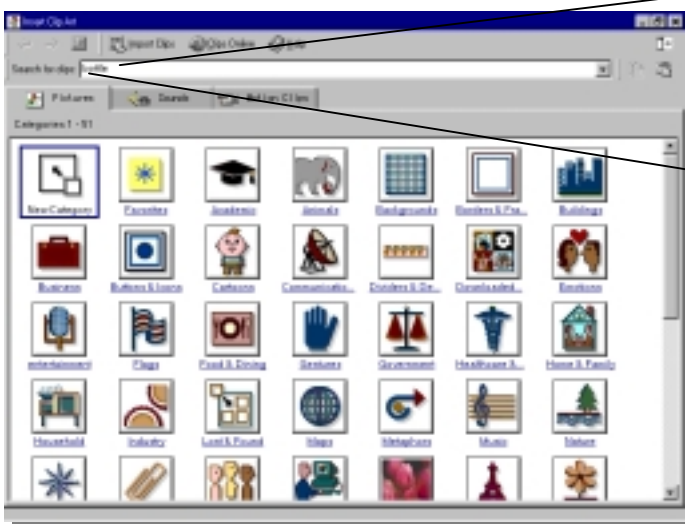 Insert Clip Art
Import Clips Clips Online Help
Search for clips:
Pictures Sounds Motion Clips
Categories 1 - 51
New Category Favorites Academic Animals Backgrounds Borders & Fra... Buildings
Business Buttons & Icons Cartoons Communicatio... Dividers & De... Downloaded... Emotions
entertainment Flags Food & Dining Gestures Government Healthcare &... Home & Family
Household Industry Lost & Found Maps Metaphors Music Nature